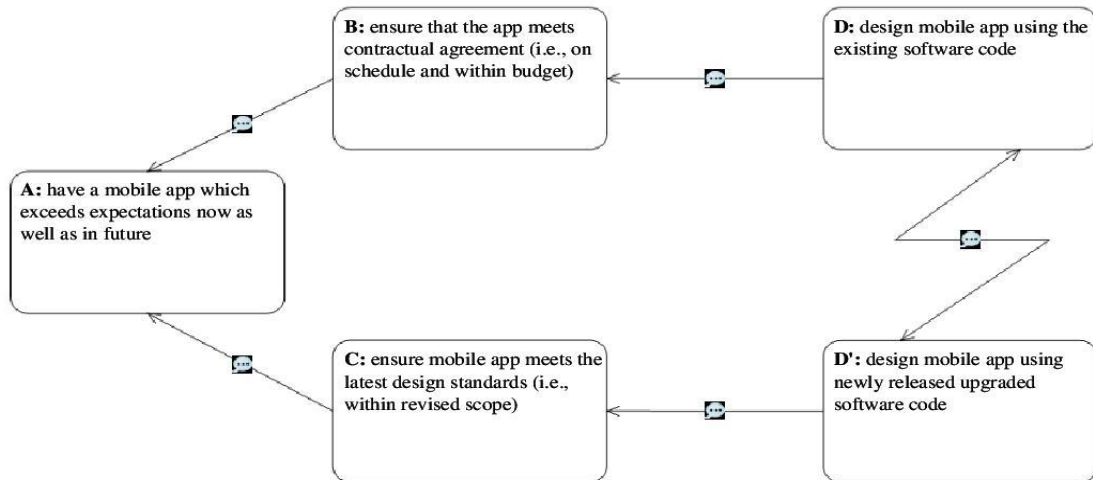 B: ensure that the app meets
contractual agreement (i.e., on
schedule and within budget)
D: design mobile app using the
existing software code
A: have a mobile app which
exceeds expectations now as
well as in future
C: ensure mobile app meets the
latest design standards (i.e.,
within revised scope)
D': design mobile app using
newly released upgraded
software code